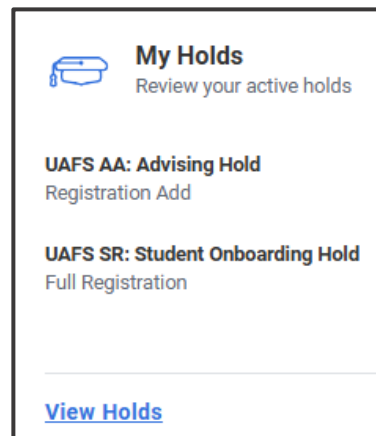 My Holds
Review your active holds
UAFS AA: Advising Hold
Registration Add
UAFS SR: Student Onboarding Hold
Full Registration
View Holds